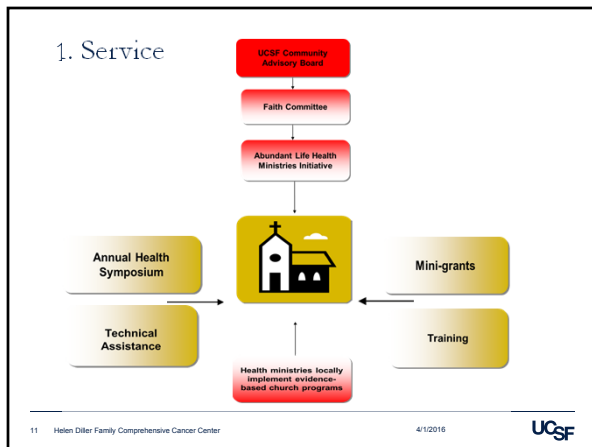 1. Service
UCSF Community
Advisory Board
Faith Committee
Abundant Life Health
Ministries Initiative
Annual Health
Symposium
Mini-grants
Technical
Assistance
Training
Health ministries locally
implement evidence-
based church programs
11 Helen Diller Family Comprehensive Cancer Center
4/1/2016
UCSF